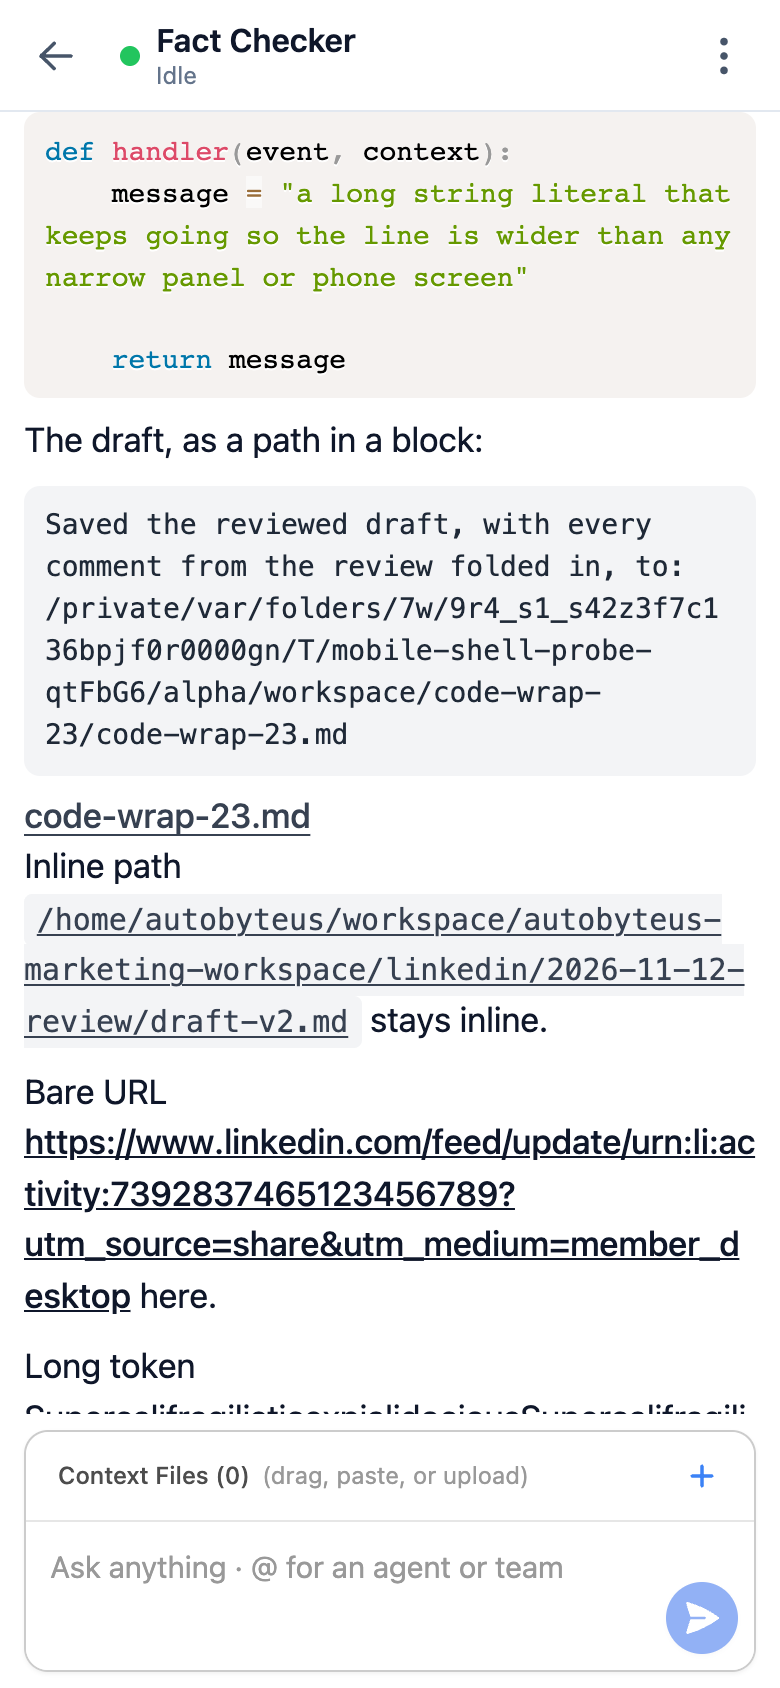 Fact Checker
Idle
def handler(event, context):
    message = "a long string literal that
keeps going so the line is wider than any
narrow panel or phone screen"
    return message
The draft, as a path in a block:
Saved the reviewed draft, with every
comment from the review folded in, to:
/private/var/folders/7w/9r4_s1_s42z3f7c1
36bpjf0r0000gn/T/mobile-shell-probe-
qtFbG6/alpha/workspace/code-wrap-
23/code-wrap-23.md
code-wrap-23.md
Inline path
/home/autobyteus/workspace/autobyteus-
marketing-workspace/linkedin/2026-11-12-
review/draft-v2.md stays inline.
Bare URL
https://www.linkedin.com/feed/update/urn:li:ac
tivity:7392837465123456789?
utm_source=share&utm_medium=member_d
esktop here.
Long token
Context Files (0) (drag, paste, or upload)
Ask anything · @ for an agent or team